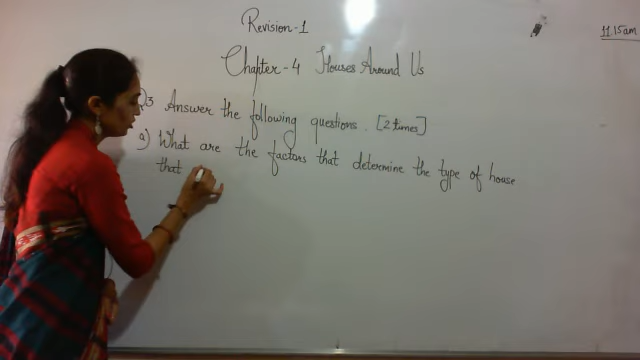 Revision-1
11:15am
Chapter-4 Houses Around Us
Q3 Answer the following questions. [2 times]
a) What are the factors that determine the type of house
that